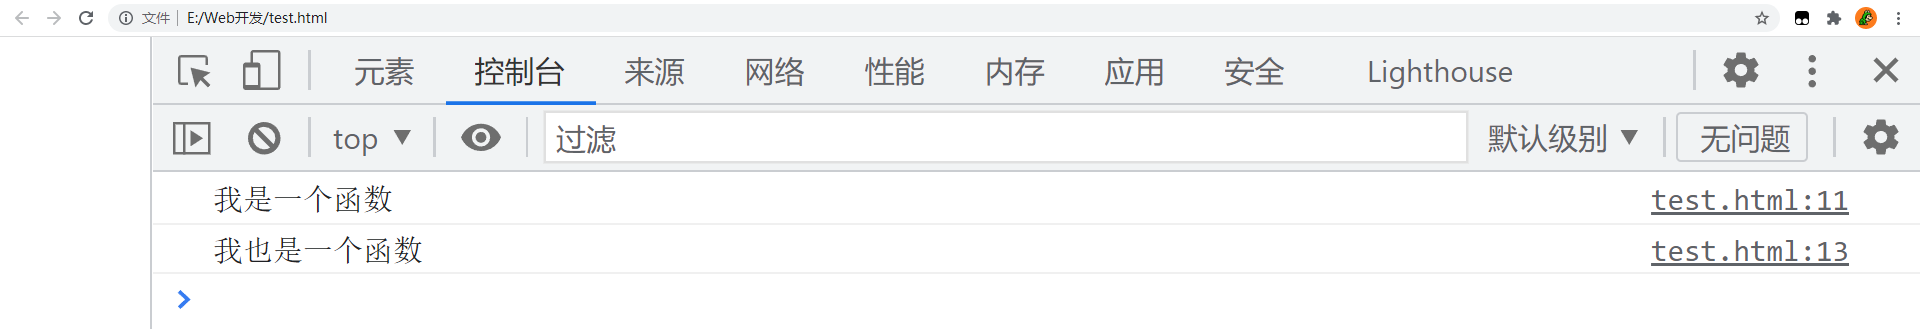 文件 E:/Web开发/test.html
元素 控制台 来源 网络 性能 内存 应用 安全 Lighthouse
top 过滤 默认级别 无问题
我是一个函数 test.html:11
我也是一个函数 test.html:13